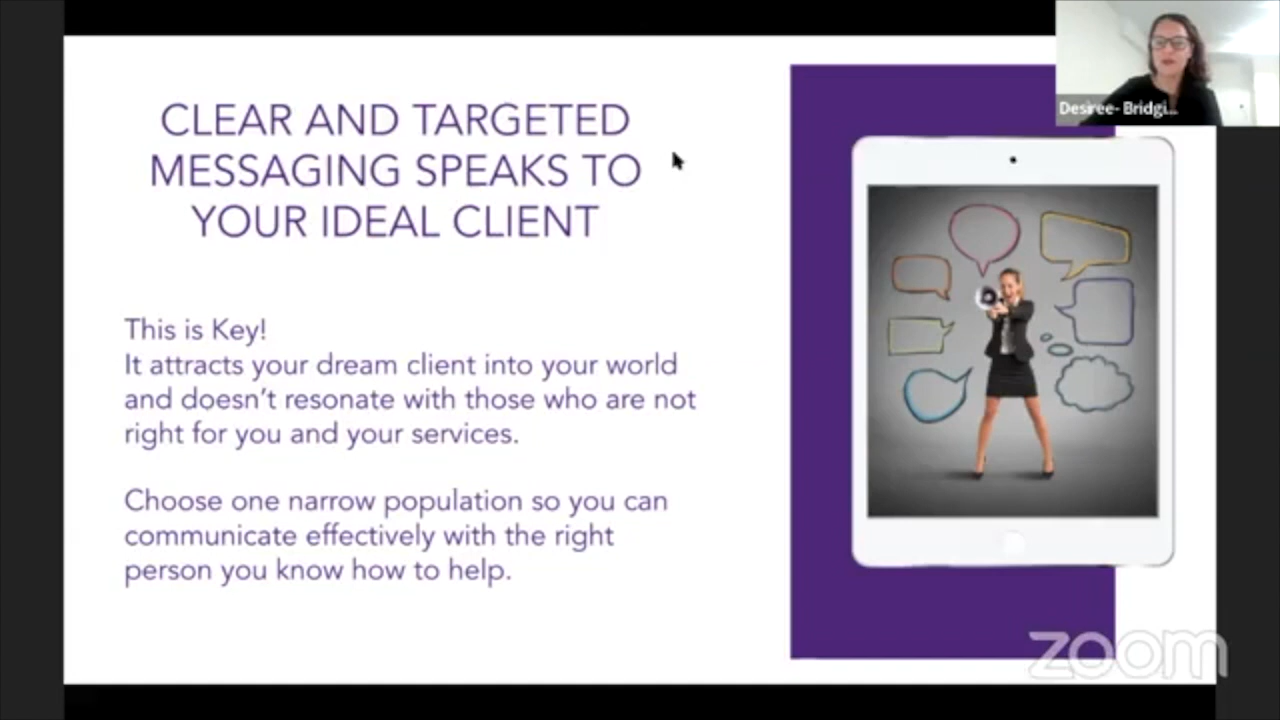 CLEAR AND TARGETED
MESSAGING SPEAKS TO
YOUR IDEAL CLIENT
This is Key!
It attracts your dream client into your world
and doesn't resonate with those who are not
right for you and your services.
Choose one narrow population so you can
communicate effectively with the right
person you know how to help.
Desiree- Bridgi...
zoom